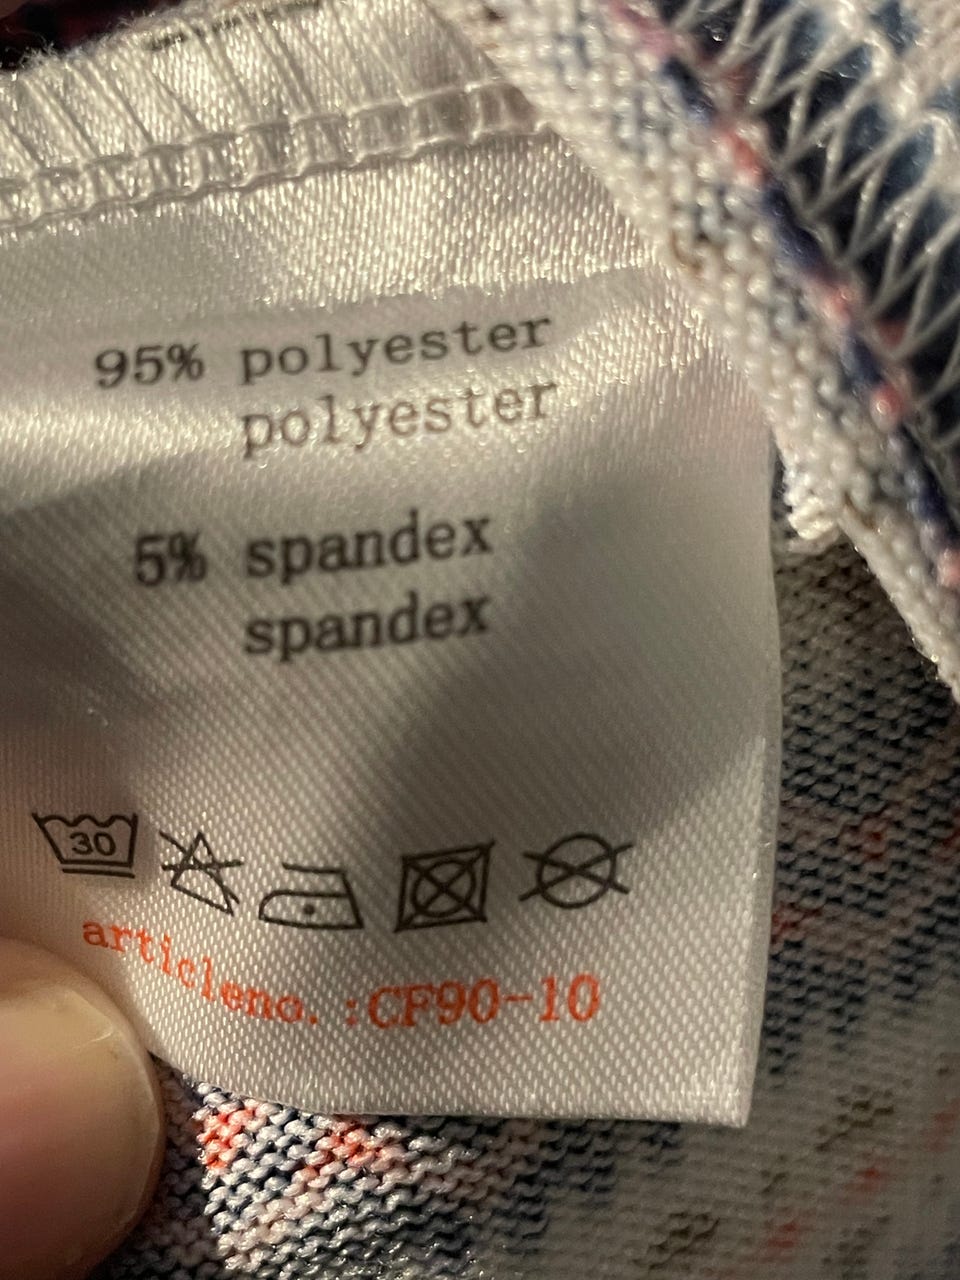 95% polyester
polyester
5% spandex
spandex
30
articleno.:CF90-10